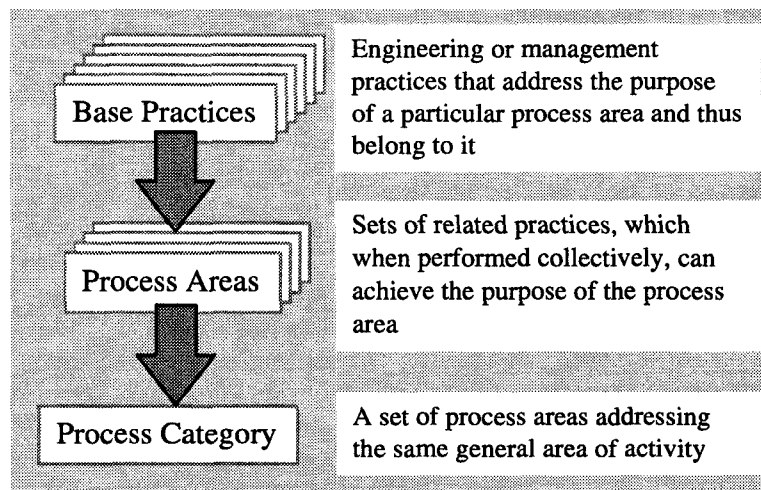 Base Practices
Engineering or management
practices that address the purpose
of a particular process area and thus
belong to it
Process Areas
Sets of related practices, which
when performed collectively, can
achieve the purpose of the process
area
Process Category
A set of process areas addressing
the same general area of activity